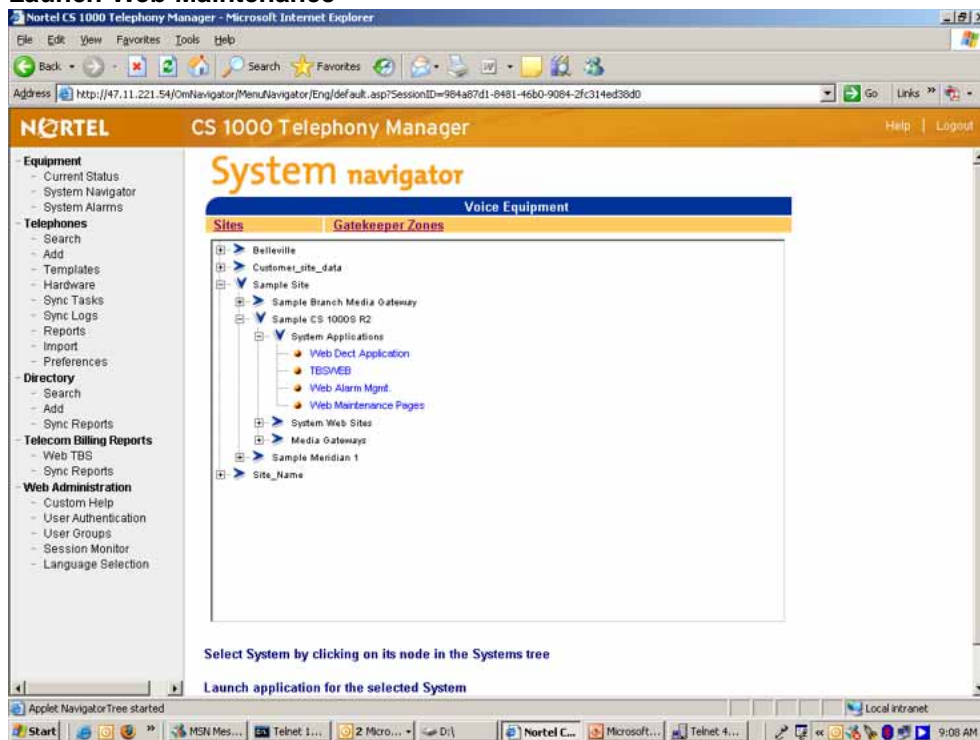 Launch Web Maintenance
Nortel CS 1000 Telephony Manager - Microsoft Internet Explorer
File Edit View Favorites Tools Help
Back Search Favorites
Address http://47.11.221.54/OmNavigator/MenuNavigator/Eng/default.asp?SessionID=984a87d1-8481-46b0-9084-2fc314ed38d0 Go Links »
NORTEL CS 1000 Telephony Manager Help | Logout
Equipment
- Current Status
- System Navigator
- System Alarms
Telephones
- Search
- Add
- Templates
- Hardware
- Sync Tasks
- Sync Logs
- Reports
- Import
- Preferences
Directory
- Search
- Add
- Sync Reports
Telecom Billing Reports
- Web TBS
- Sync Reports
Web Administration
- Custom Help
- User Authentication
- User Groups
- Session Monitor
- Language Selection
System navigator
Voice Equipment
Sites Gatekeeper Zones
Belleville
Customer_site_data
Sample Site
Sample Branch Media Gateway
Sample CS 1000S R2
System Applications
Web Dect Application
TBSWEB
Web Alarm Mgmt.
Web Maintenance Pages
System Web Sites
Media Gateways
Sample Meridian 1
Site_Name
Select System by clicking on its node in the Systems tree
Launch application for the selected System
Applet NavigatorTree started Local intranet
Start » MSN Mes... Telnet 1... 2 Micro... D:\ Nortel C... Microsoft... Telnet 4... « 9:08 AM